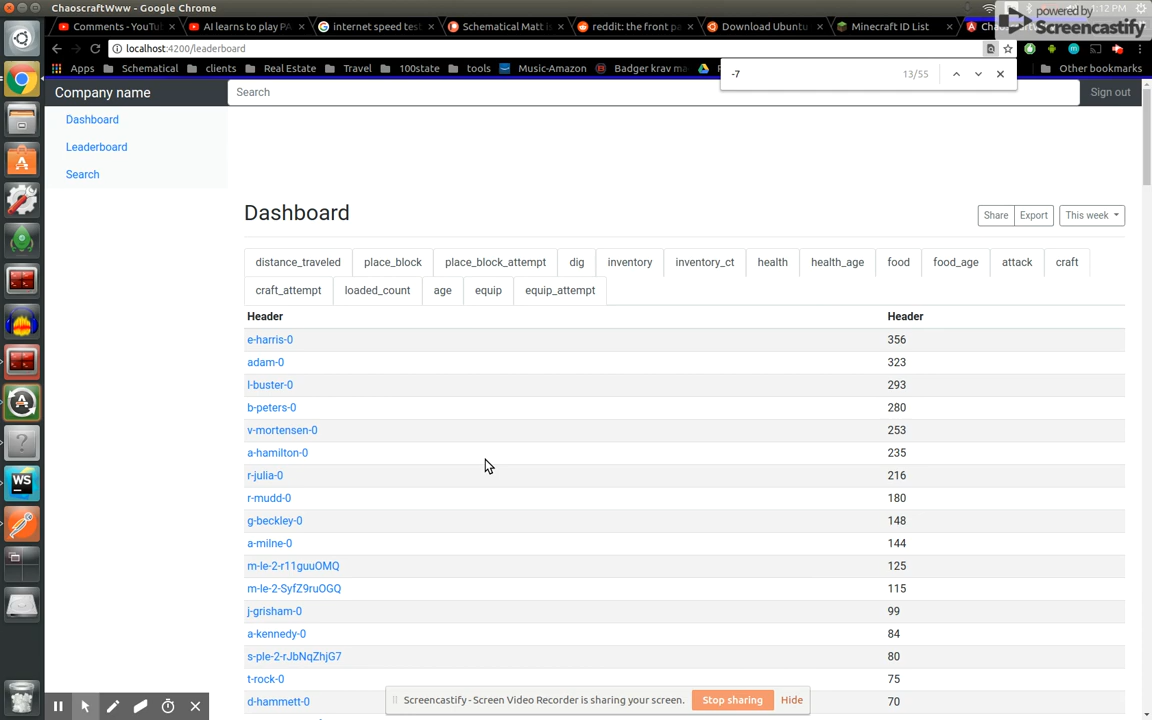 ChaoscraftWww - Google Chrome
1:12 PM
powered by
Screencastify
Comments - YouTu
AI learns to play PA
internet speed test
Schematical Matt is
reddit: the front pa
Download Ubuntu
Minecraft ID List
localhost:4200/leaderboard
Apps
Schematical
clients
Real Estate
Travel
100state
tools
Music-Amazon
Badger krav ma
Other bookmarks
-7
13/55
Company name
Search
Sign out
Dashboard
Leaderboard
Search
Dashboard
Share
Export
This week
distance_traveled
place_block
place_block_attempt
dig
inventory
inventory_ct
health
health_age
food
food_age
attack
craft
craft_attempt
loaded_count
age
equip
equip_attempt
Header Header
e-harris-0 356
adam-0 323
l-buster-0 293
b-peters-0 280
v-mortensen-0 253
a-hamilton-0 235
r-julia-0 216
r-mudd-0 180
g-beckley-0 148
a-milne-0 144
m-le-2-r11guuOMQ 125
m-le-2-SyfZ9ruOGQ 115
j-grisham-0 99
a-kennedy-0 84
s-ple-2-rJbNqZhjG7 80
t-rock-0 75
d-hammett-0 70
Screencastify - Screen Video Recorder is sharing your screen.
Stop sharing
Hide
WS